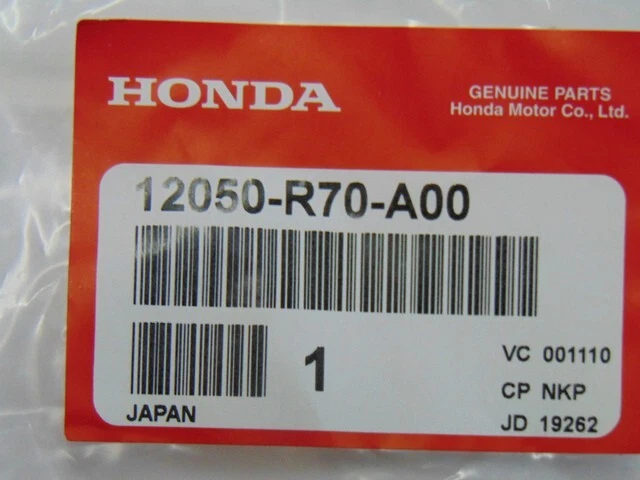 HONDA
GENUINE PARTS
Honda Motor Co., Ltd.
12050-R70-A00
1
VC 001110
CP NKP
JAPAN
JD 19262